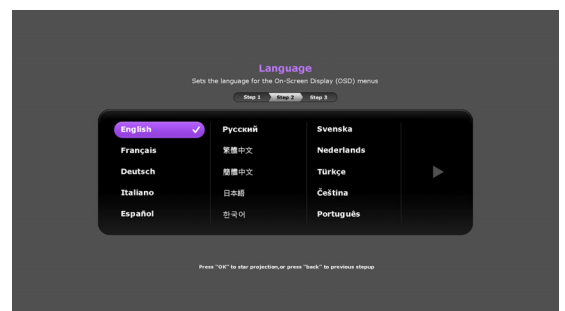 Language
Sets the language for the On-Screen Display (OSD) menus
Step 1 Step 2 Step 3
English Русский Svenska
Français 繁體中文 Nederlands
Deutsch 簡體中文 Türkçe
Italiano 日本語 Čeština
Español 한국어 Português
Press "OK" to star projection,or press "back" to previous stepup